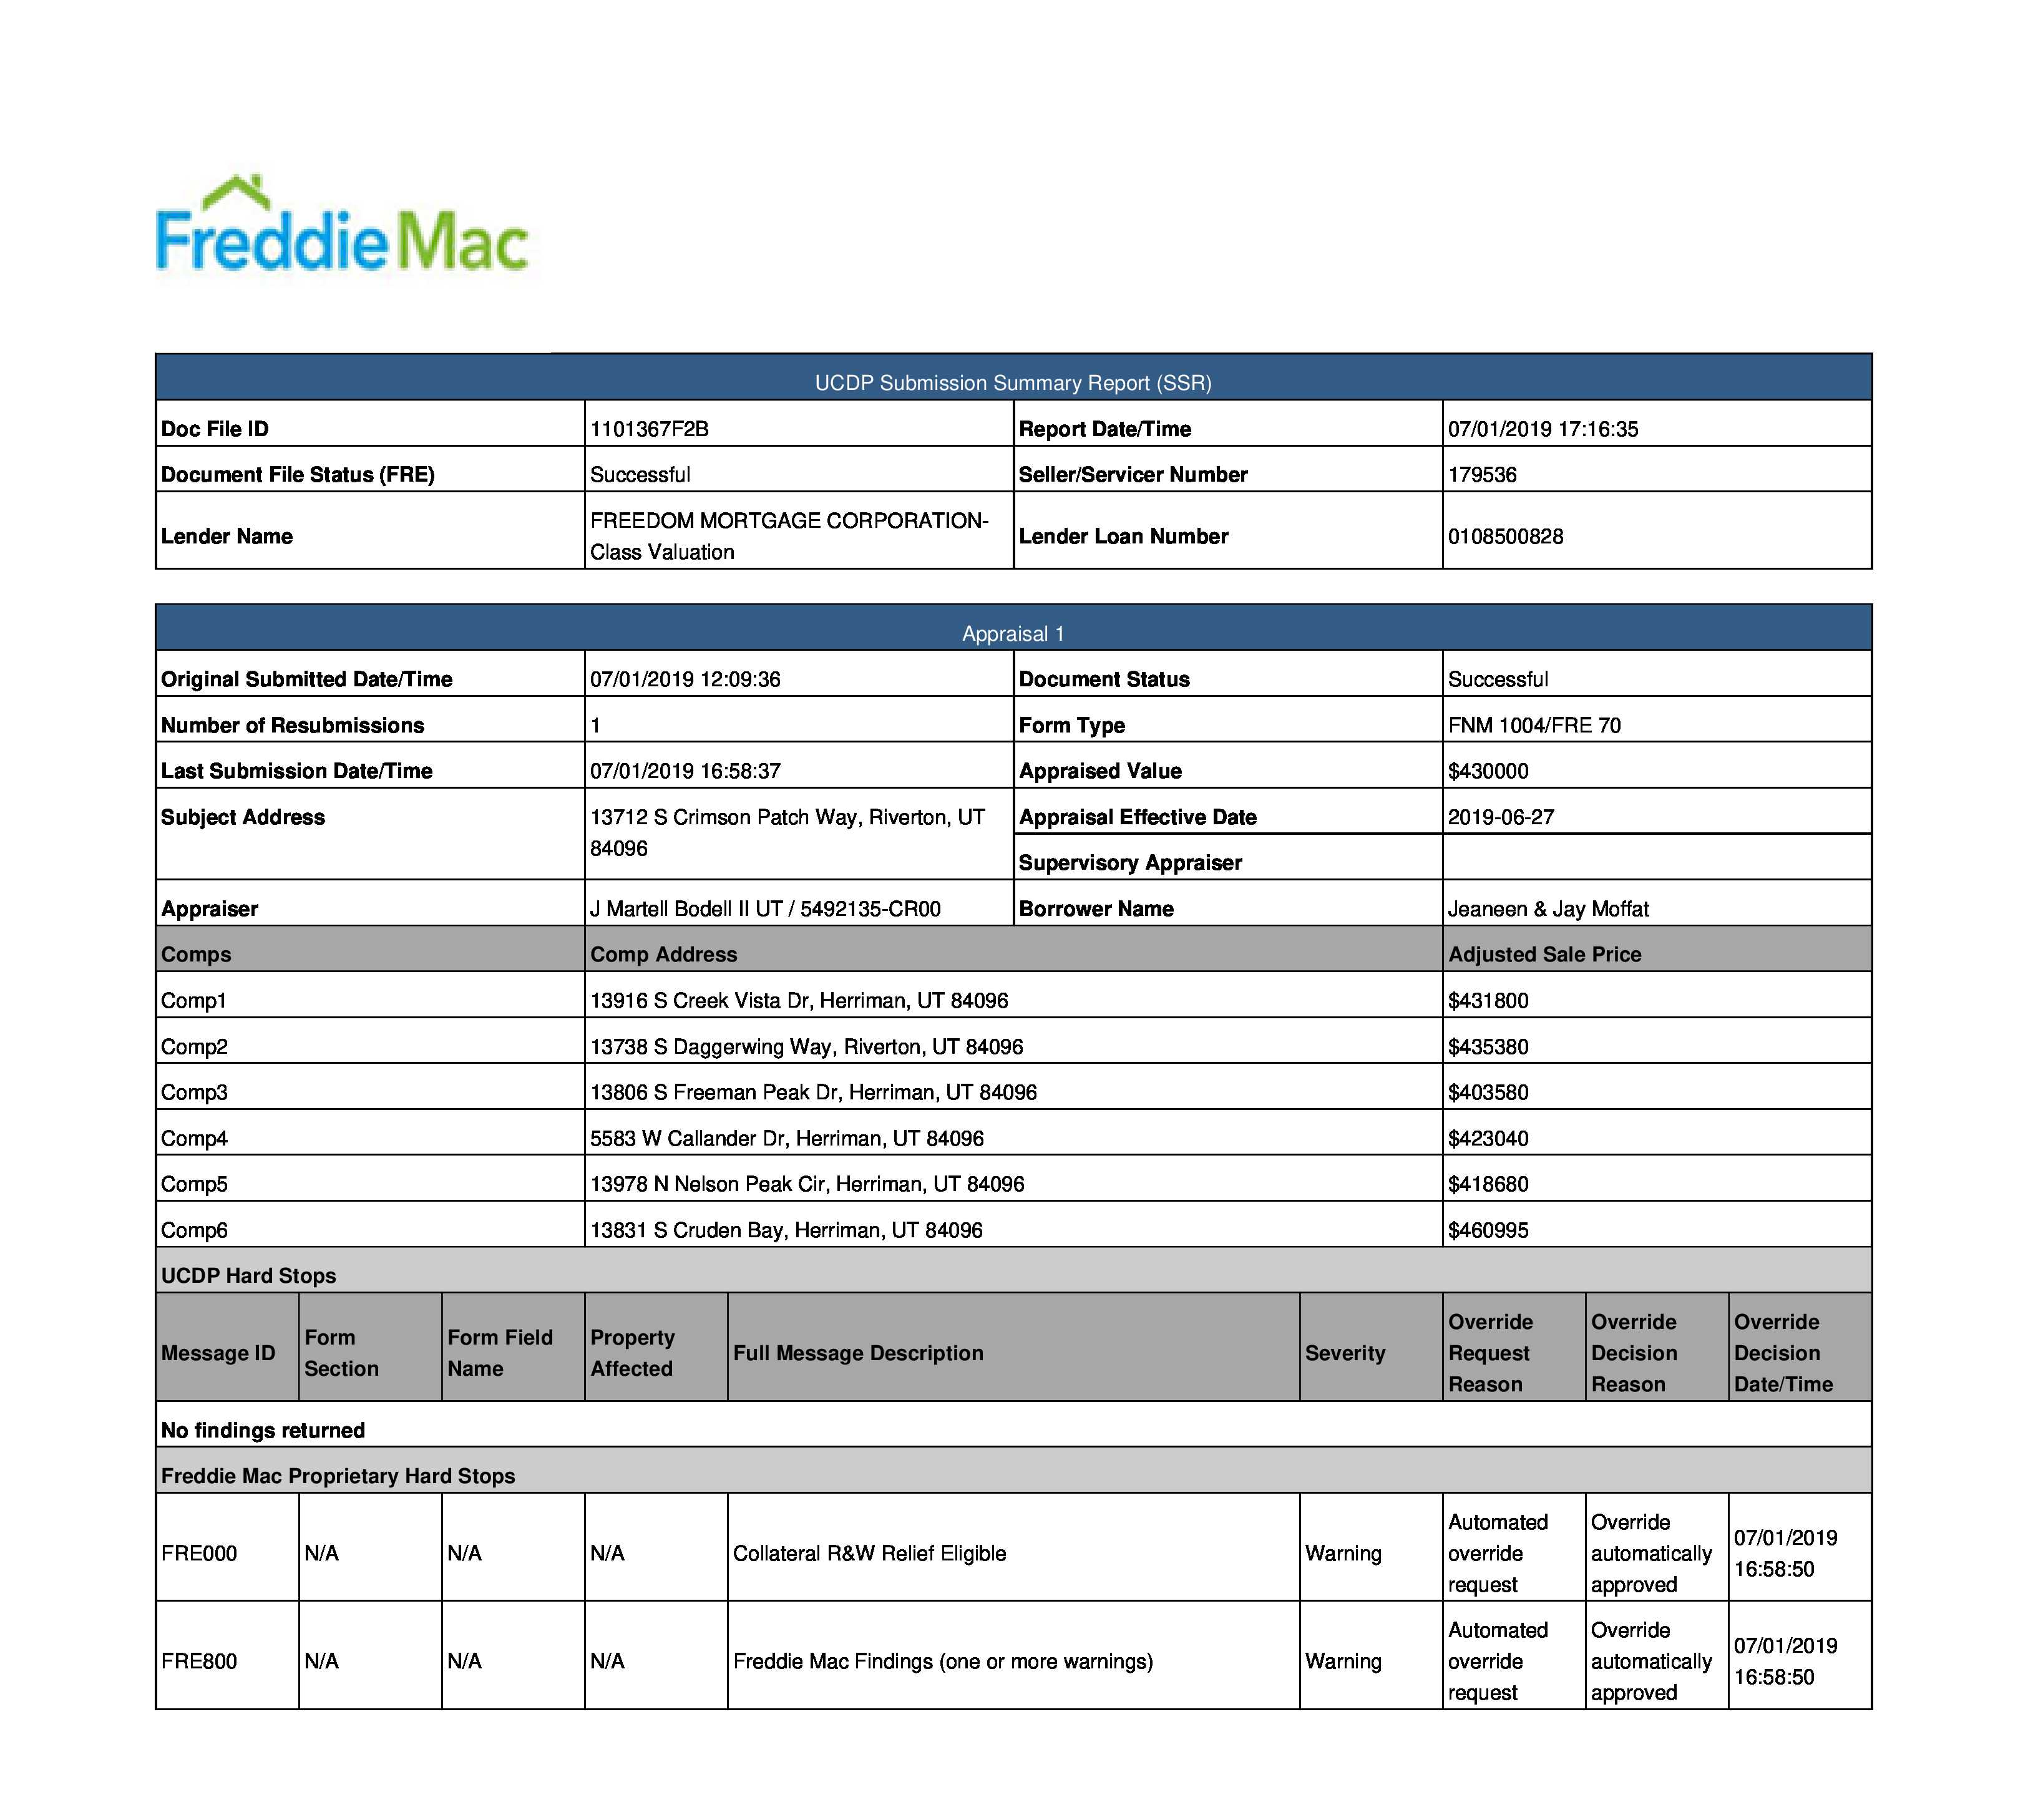 Freddie Mac
UCDP Submission Summary Report (SSR)
Doc File ID 1101367F2B Report Date/Time 07/01/2019 17:16:35
Document File Status (FRE) Successful Seller/Servicer Number 179536
Lender Name FREEDOM MORTGAGE CORPORATION- Lender Loan Number 0108500828
Class Valuation
Appraisal 1
Original Submitted Date/Time 07/01/2019 12:09:36 Document Status Successful
Number of Resubmissions 1 Form Type FNM 1004/FRE 70
Last Submission Date/Time 07/01/2019 16:58:37 Appraised Value $430000
Subject Address 13712 S Crimson Patch Way, Riverton, UT Appraisal Effective Date 2019-06-27
84096
Supervisory Appraiser
Appraiser J Martell Bodell II UT / 5492135-CR00 Borrower Name Jeaneen & Jay Moffat
Comps Comp Address Adjusted Sale Price
Comp1 13916 S Creek Vista Dr, Herriman, UT 84096 $431800
Comp2 13738 S Daggerwing Way, Riverton, UT 84096 $435380
Comp3 13806 S Freeman Peak Dr, Herriman, UT 84096 $403580
Comp4 5583 W Callander Dr, Herriman, UT 84096 $423040
Comp5 13978 N Nelson Peak Cir, Herriman, UT 84096 $418680
Comp6 13831 S Cruden Bay, Herriman, UT 84096 $460995
UCDP Hard Stops
Message ID Form Form Field Property Full Message Description Severity Override Override Override
Section Name Affected Request Decision Decision
Reason Reason Date/Time
No findings returned
Freddie Mac Proprietary Hard Stops
FRE000 N/A N/A N/A Collateral R&W Relief Eligible Warning Automated Override 07/01/2019
override automatically 16:58:50
request approved
FRE800 N/A N/A N/A Freddie Mac Findings (one or more warnings) Warning Automated Override 07/01/2019
override automatically 16:58:50
request approved